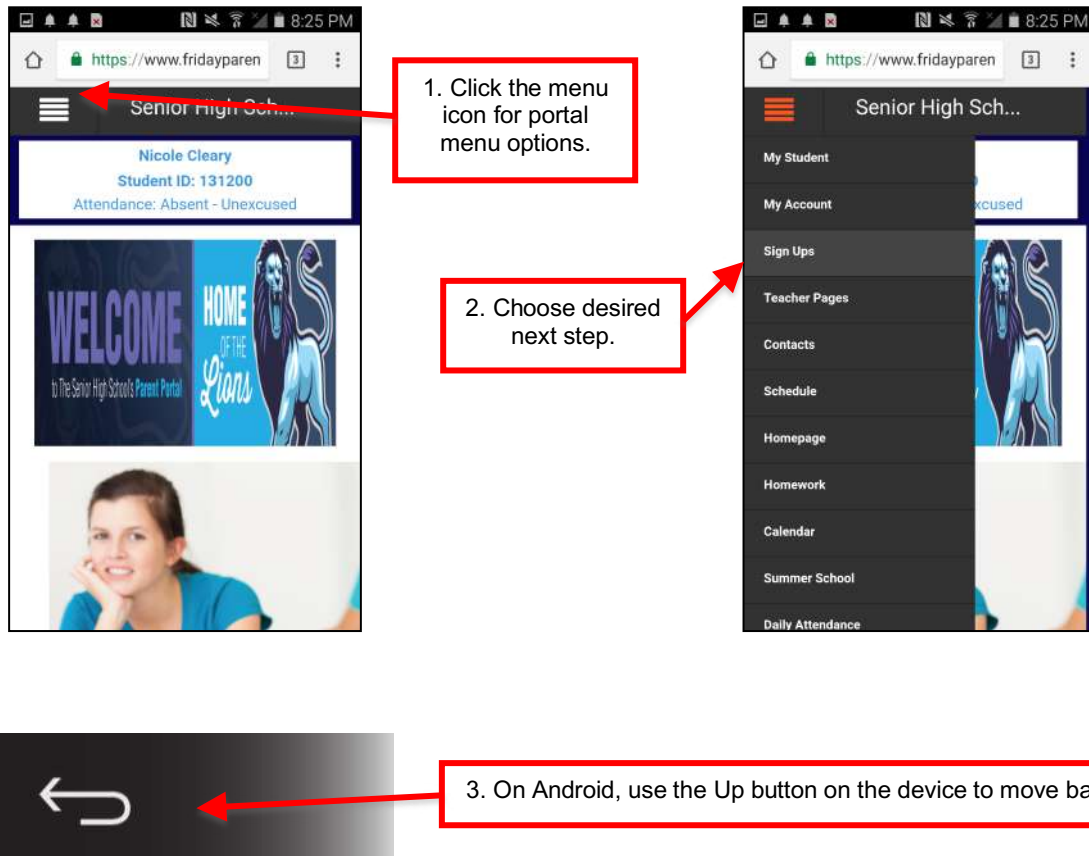 8:25 PM
https://www.fridayparen
3
Senior High Sch...
Nicole Cleary
Student ID: 131200
Attendance: Absent - Unexcused
WELCOME
to The Senior High School's Parent Portal
HOME
OF THE
Lions
1. Click the menu
icon for portal
menu options.
2. Choose desired
next step.
8:25 PM
https://www.fridayparen
3
Senior High Sch...
My Student
My Account
xcused
Sign Ups
Teacher Pages
Contacts
Schedule
Homepage
Homework
Calendar
Summer School
Daily Attendance
3. On Android, use the Up button on the device to move ba